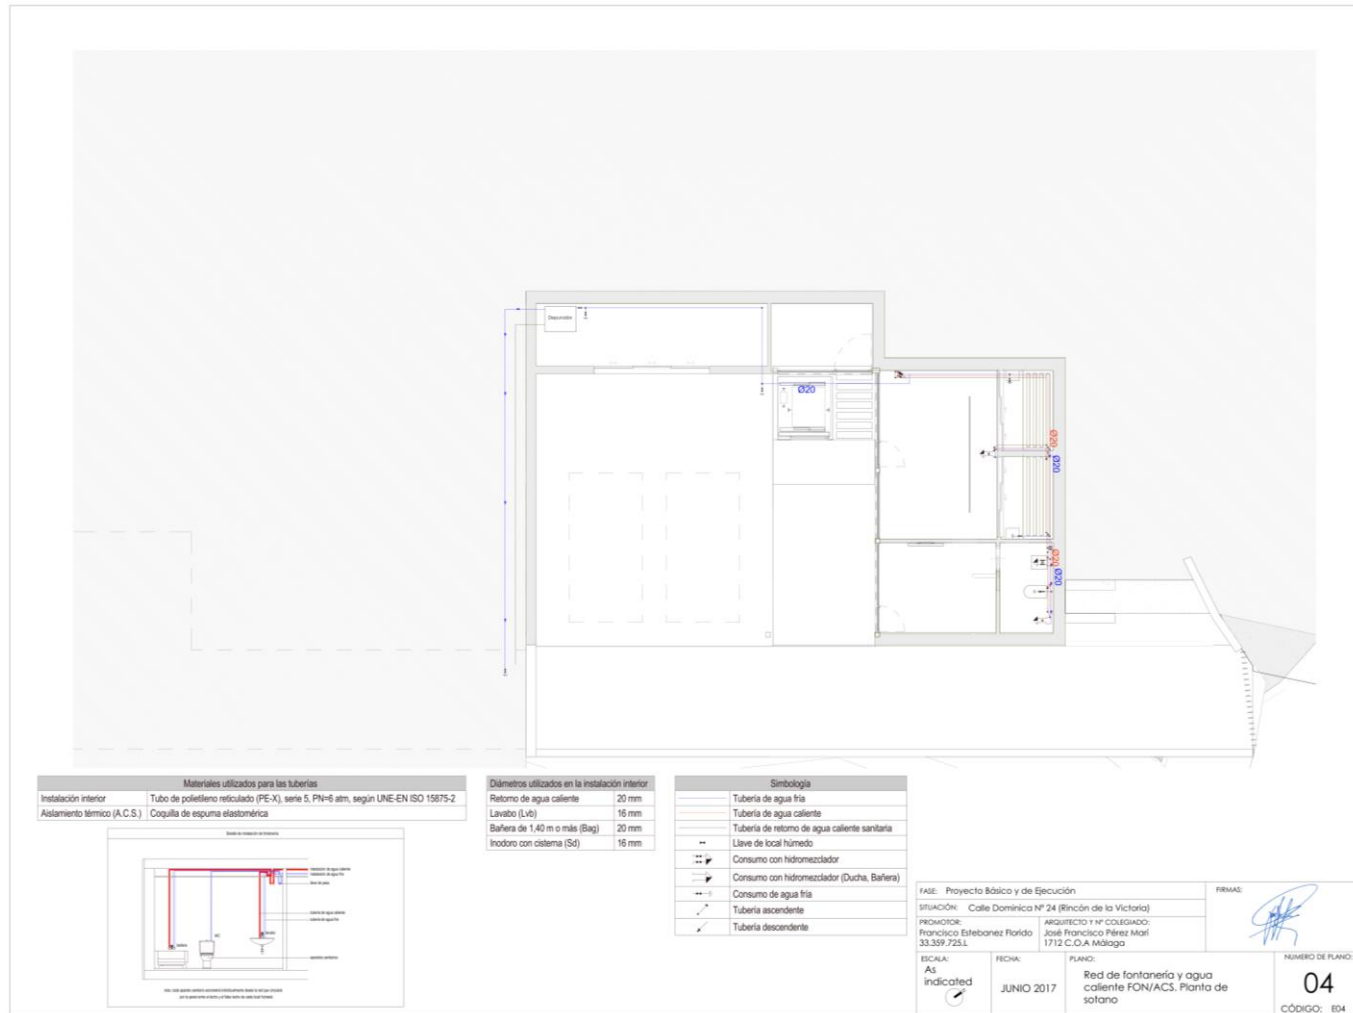 Depuradora
Ø20
Ø20
Ø20
Ø20
Ø20
Materiales utilizados para las tuberías
Instalación interior Tubo de polietileno reticulado (PE-X), serie 5, PN=6 atm, según UNE-EN ISO 15875-2
Aislamiento térmico (A.C.S.) Coquilla de espuma elastomérica
Diámetros utilizados en la instalación interior
Retorno de agua caliente 20 mm
Lavabo (Lvb) 16 mm
Bañera de 1,40 m o más (Bag) 20 mm
Inodoro con cisterna (Sd) 16 mm
Simbología
Tubería de agua fría
Tubería de agua caliente
Tubería de retorno de agua caliente sanitaria
Llave de local húmedo
Consumo con hidromezclador
Consumo con hidromezclador (Ducha, Bañera)
Consumo de agua fría
Tubería ascendente
Tubería descendente
WC
FASE: Proyecto Básico y de Ejecución
SITUACIÓN: Calle Dominica Nº 24 (Rincón de la Victoria)
PROMOTOR:
Francisco Estebanez Florido
33.359.725.L
ARQUITECTO Y Nº COLEGIADO:
José Francisco Pérez Marí
1712 C.O.A Málaga
FIRMAS:
ESCALA:
As
indicated
FECHA:
JUNIO 2017
PLANO:
Red de fontanería y agua
caliente FON/ACS. Planta de
sotano
NUMERO DE PLANO:
04
CÓDIGO: E04